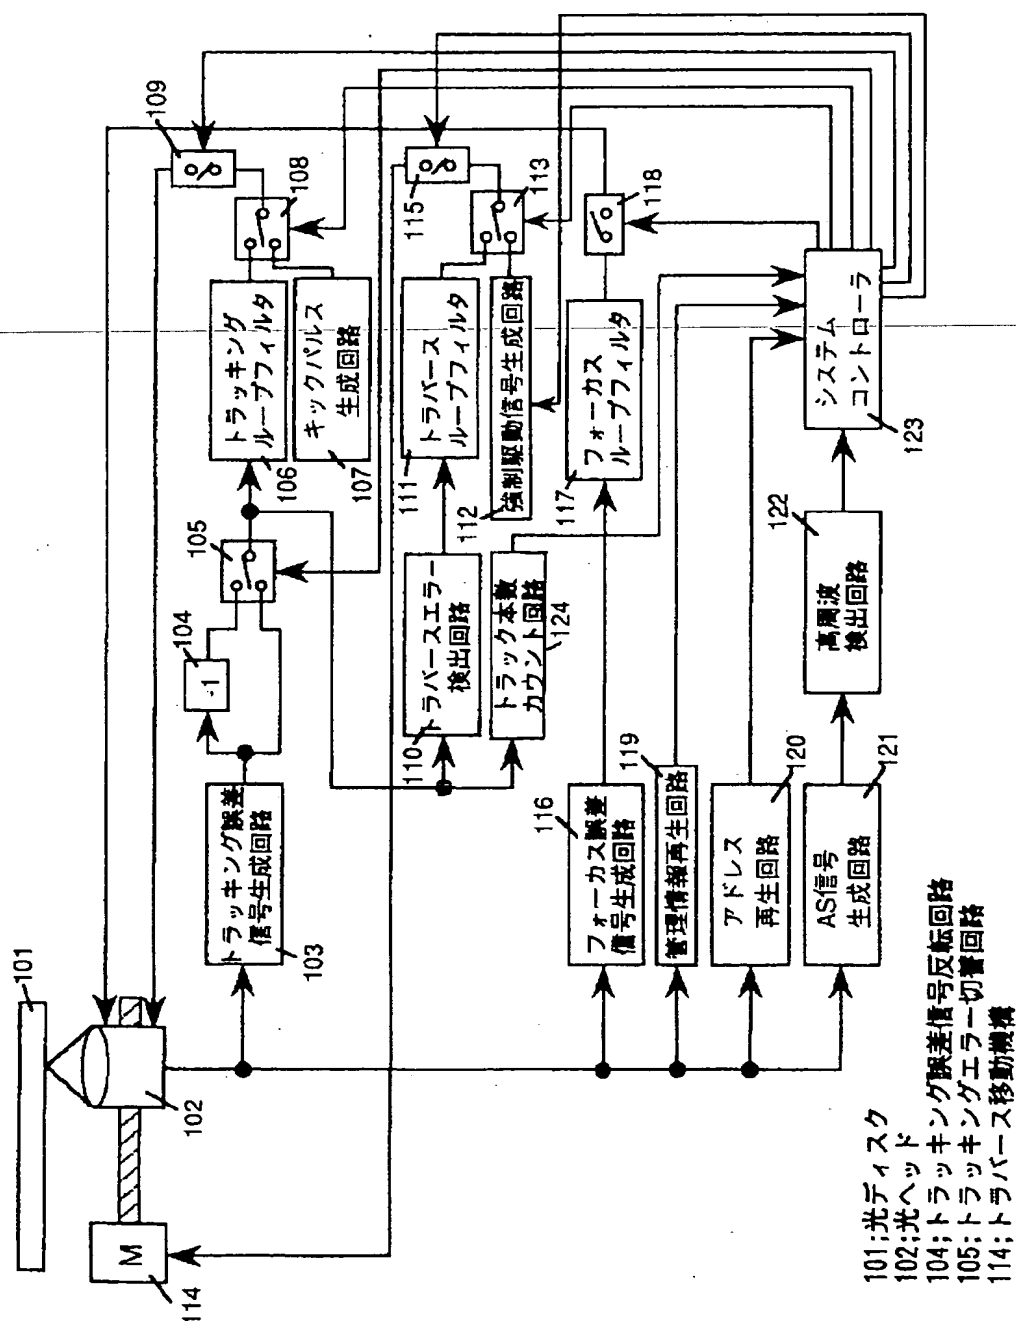 101
102
M
114
トラッキング誤差
信号生成回路
103
-1
104
105
トラッキング
ループフィルタ
106
キックパルス
生成回路
107
108
109
トラバースエラー
検出回路
110
トラバース
ループフィルタ
111
強制駆動信号生成回路
112
113
115
トラック本数
カウント回路
124
フォーカス誤差
信号生成回路
116
フォーカス
ループフィルタ
117
118
管理情報再生回路
119
アドレス
再生回路
120
AS信号
生成回路
121
高周波
検出回路
122
システム
コントローラ
123
101;光ディスク
102;光ヘッド
104;トラッキング誤差信号反転回路
105;トラッキングエラー切替回路
114;トラバース移動機構